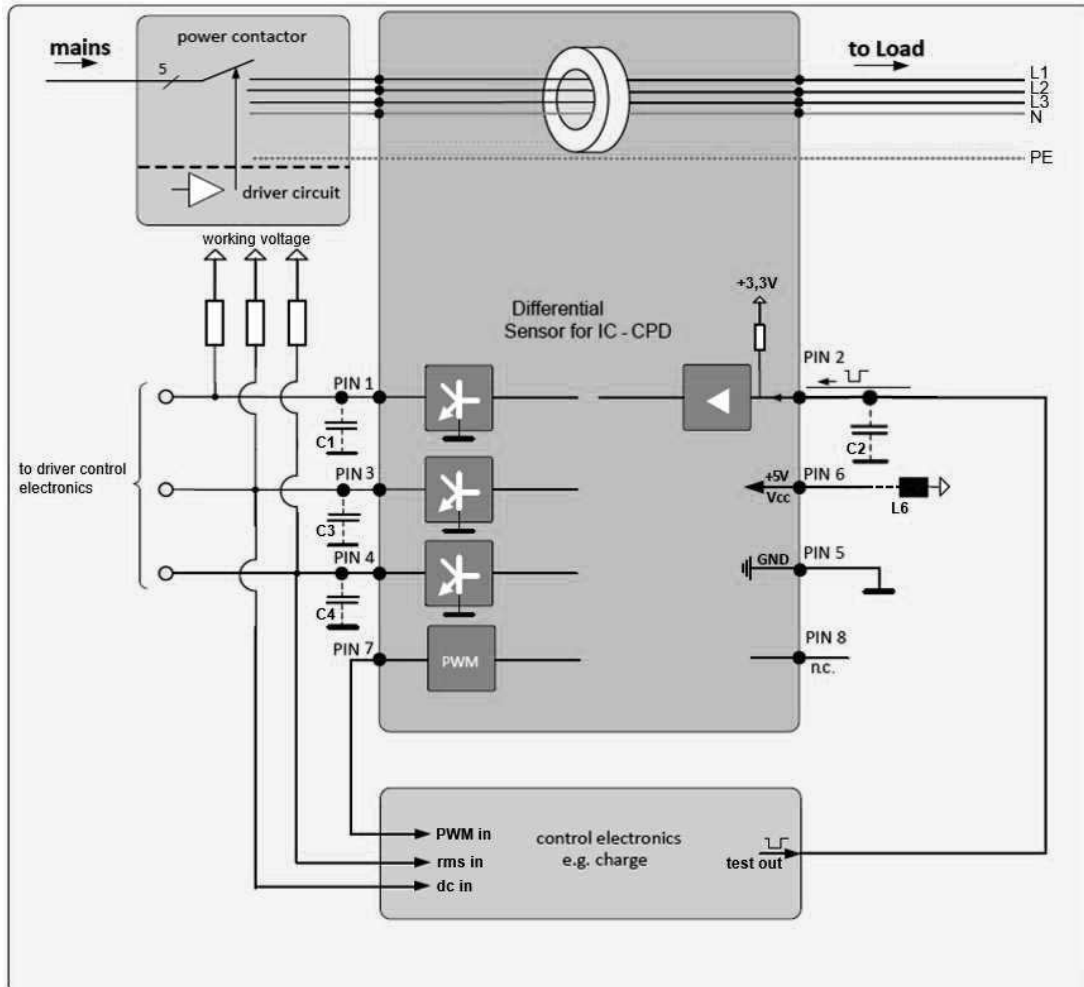 power contactor
mains
5
to Load
L1
L2
L3
N
PE
driver circuit
working voltage
+3,3V
Differential
Sensor for IC - CPD
PIN 1
PIN 2
C1
C2
to driver control
electronics
PIN 3
+5V
Vcc
PIN 6
L6
C3
PIN 4
GND
PIN 5
C4
PIN 7
PWM
PIN 8
n.c.
PWM in
rms in
dc in
control electronics
e.g. charge
test out